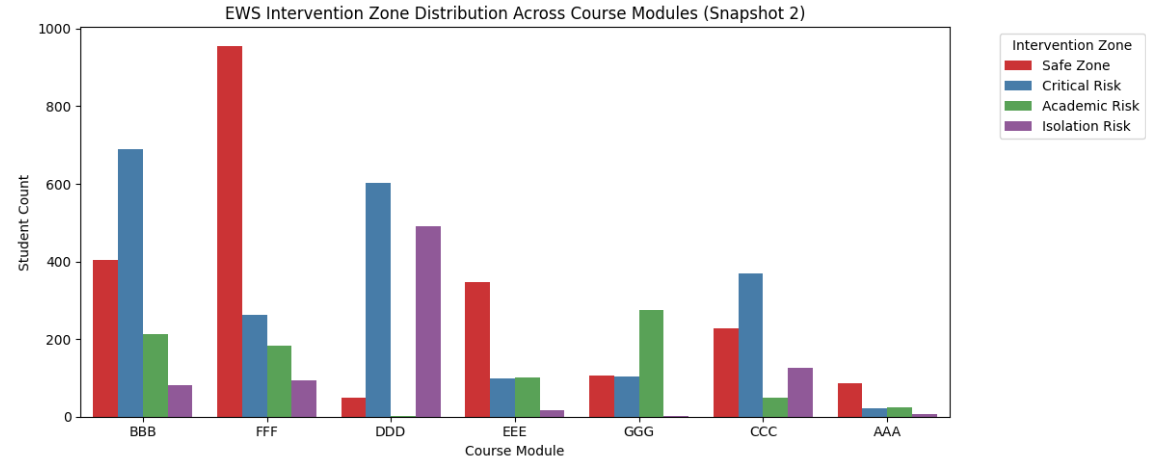 EWS Intervention Zone Distribution Across Course Modules (Snapshot 2)
Student Count
1000
800
600
400
200
0
BBB FFF DDD EEE GGG CCC AAA
Course Module
Intervention Zone
Safe Zone
Critical Risk
Academic Risk
Isolation Risk